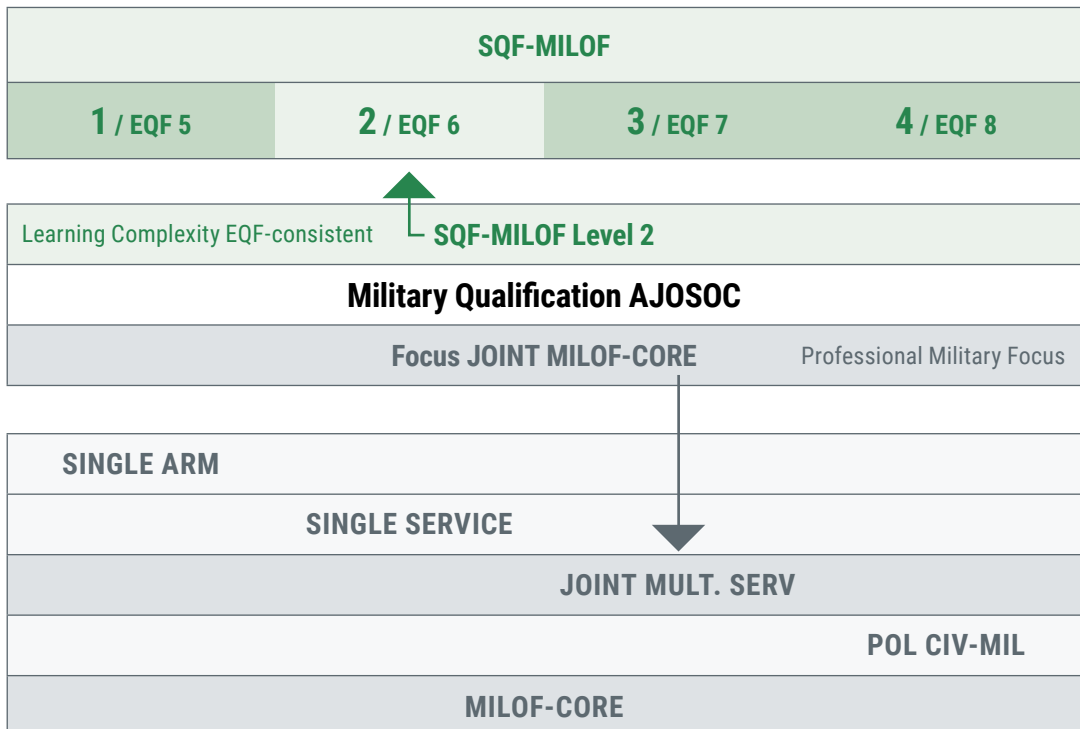 SQF-MILOF
1 / EQF 5 2 / EQF 6 3 / EQF 7 4 / EQF 8
Learning Complexity EQF-consistent SQF-MILOF Level 2
Military Qualification AJOSOC
Focus JOINT MILOF-CORE Professional Military Focus
SINGLE ARM
SINGLE SERVICE
JOINT MULT. SERV
POL CIV-MIL
MILOF-CORE